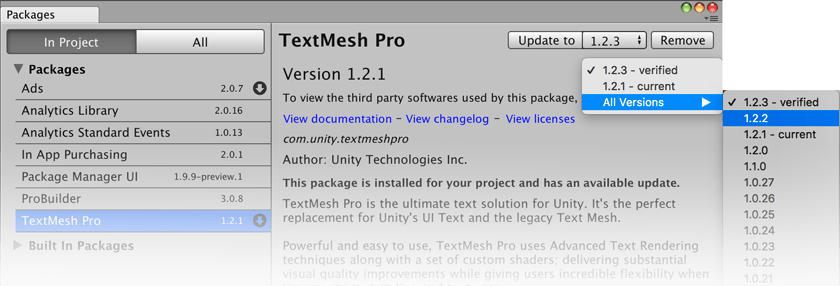 Packages
In Project
All
Packages
Ads 2.0.7
Analytics Library 2.0.16
Analytics Standard Events 1.0.13
In App Purchasing 2.0.1
Package Manager UI 1.9.9-preview.1
ProBuilder 3.0.8
TextMesh Pro 1.2.1
Built In Packages
TextMesh Pro
Update to 1.2.3
Remove
Version 1.2.1
To view the third party softwares used by this package,
View documentation - View changelog - View licenses
com.unity.textmeshpro
Author: Unity Technologies Inc.
This package is installed for your project and has an available update.
TextMesh Pro is the ultimate text solution for Unity. It's the perfect
replacement for Unity's UI Text and the legacy Text Mesh.
Powerful and easy to use, TextMesh Pro uses Advanced Text Rendering
techniques along with a set of custom shaders; delivering substantial
visual quality improvements while giving users incredible flexibility when
✓ 1.2.3 - verified
1.2.1 - current
All Versions
✓ 1.2.3 - verified
1.2.2
1.2.1 - current
1.2.0
1.1.0
1.0.27
1.0.26
1.0.25
1.0.24
1.0.23
1.0.22
1.0.21